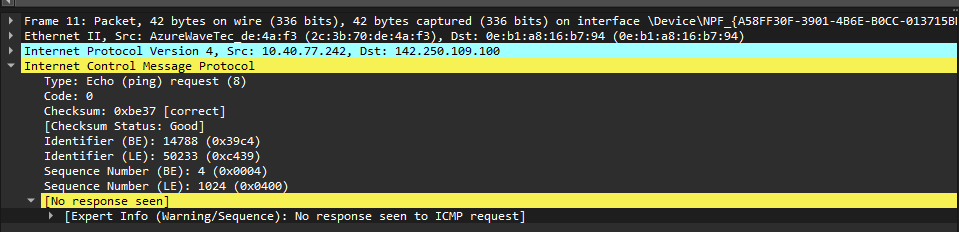 Frame 11: Packet, 42 bytes on wire (336 bits), 42 bytes captured (336 bits) on interface \Device\NPF_{A58FF30F-3901-4B6E-B0CC-013715B
Ethernet II, Src: AzureWaveTec_de:4a:f3 (2c:3b:70:de:4a:f3), Dst: 0e:b1:a8:16:b7:94 (0e:b1:a8:16:b7:94)
Internet Protocol Version 4, Src: 10.40.77.242, Dst: 142.250.109.100
Internet Control Message Protocol
Type: Echo (ping) request (8)
Code: 0
Checksum: 0xbe37 [correct]
[Checksum Status: Good]
Identifier (BE): 14788 (0x39c4)
Identifier (LE): 50233 (0xc439)
Sequence Number (BE): 4 (0x0004)
Sequence Number (LE): 1024 (0x0400)
[No response seen]
[Expert Info (Warning/Sequence): No response seen to ICMP request]